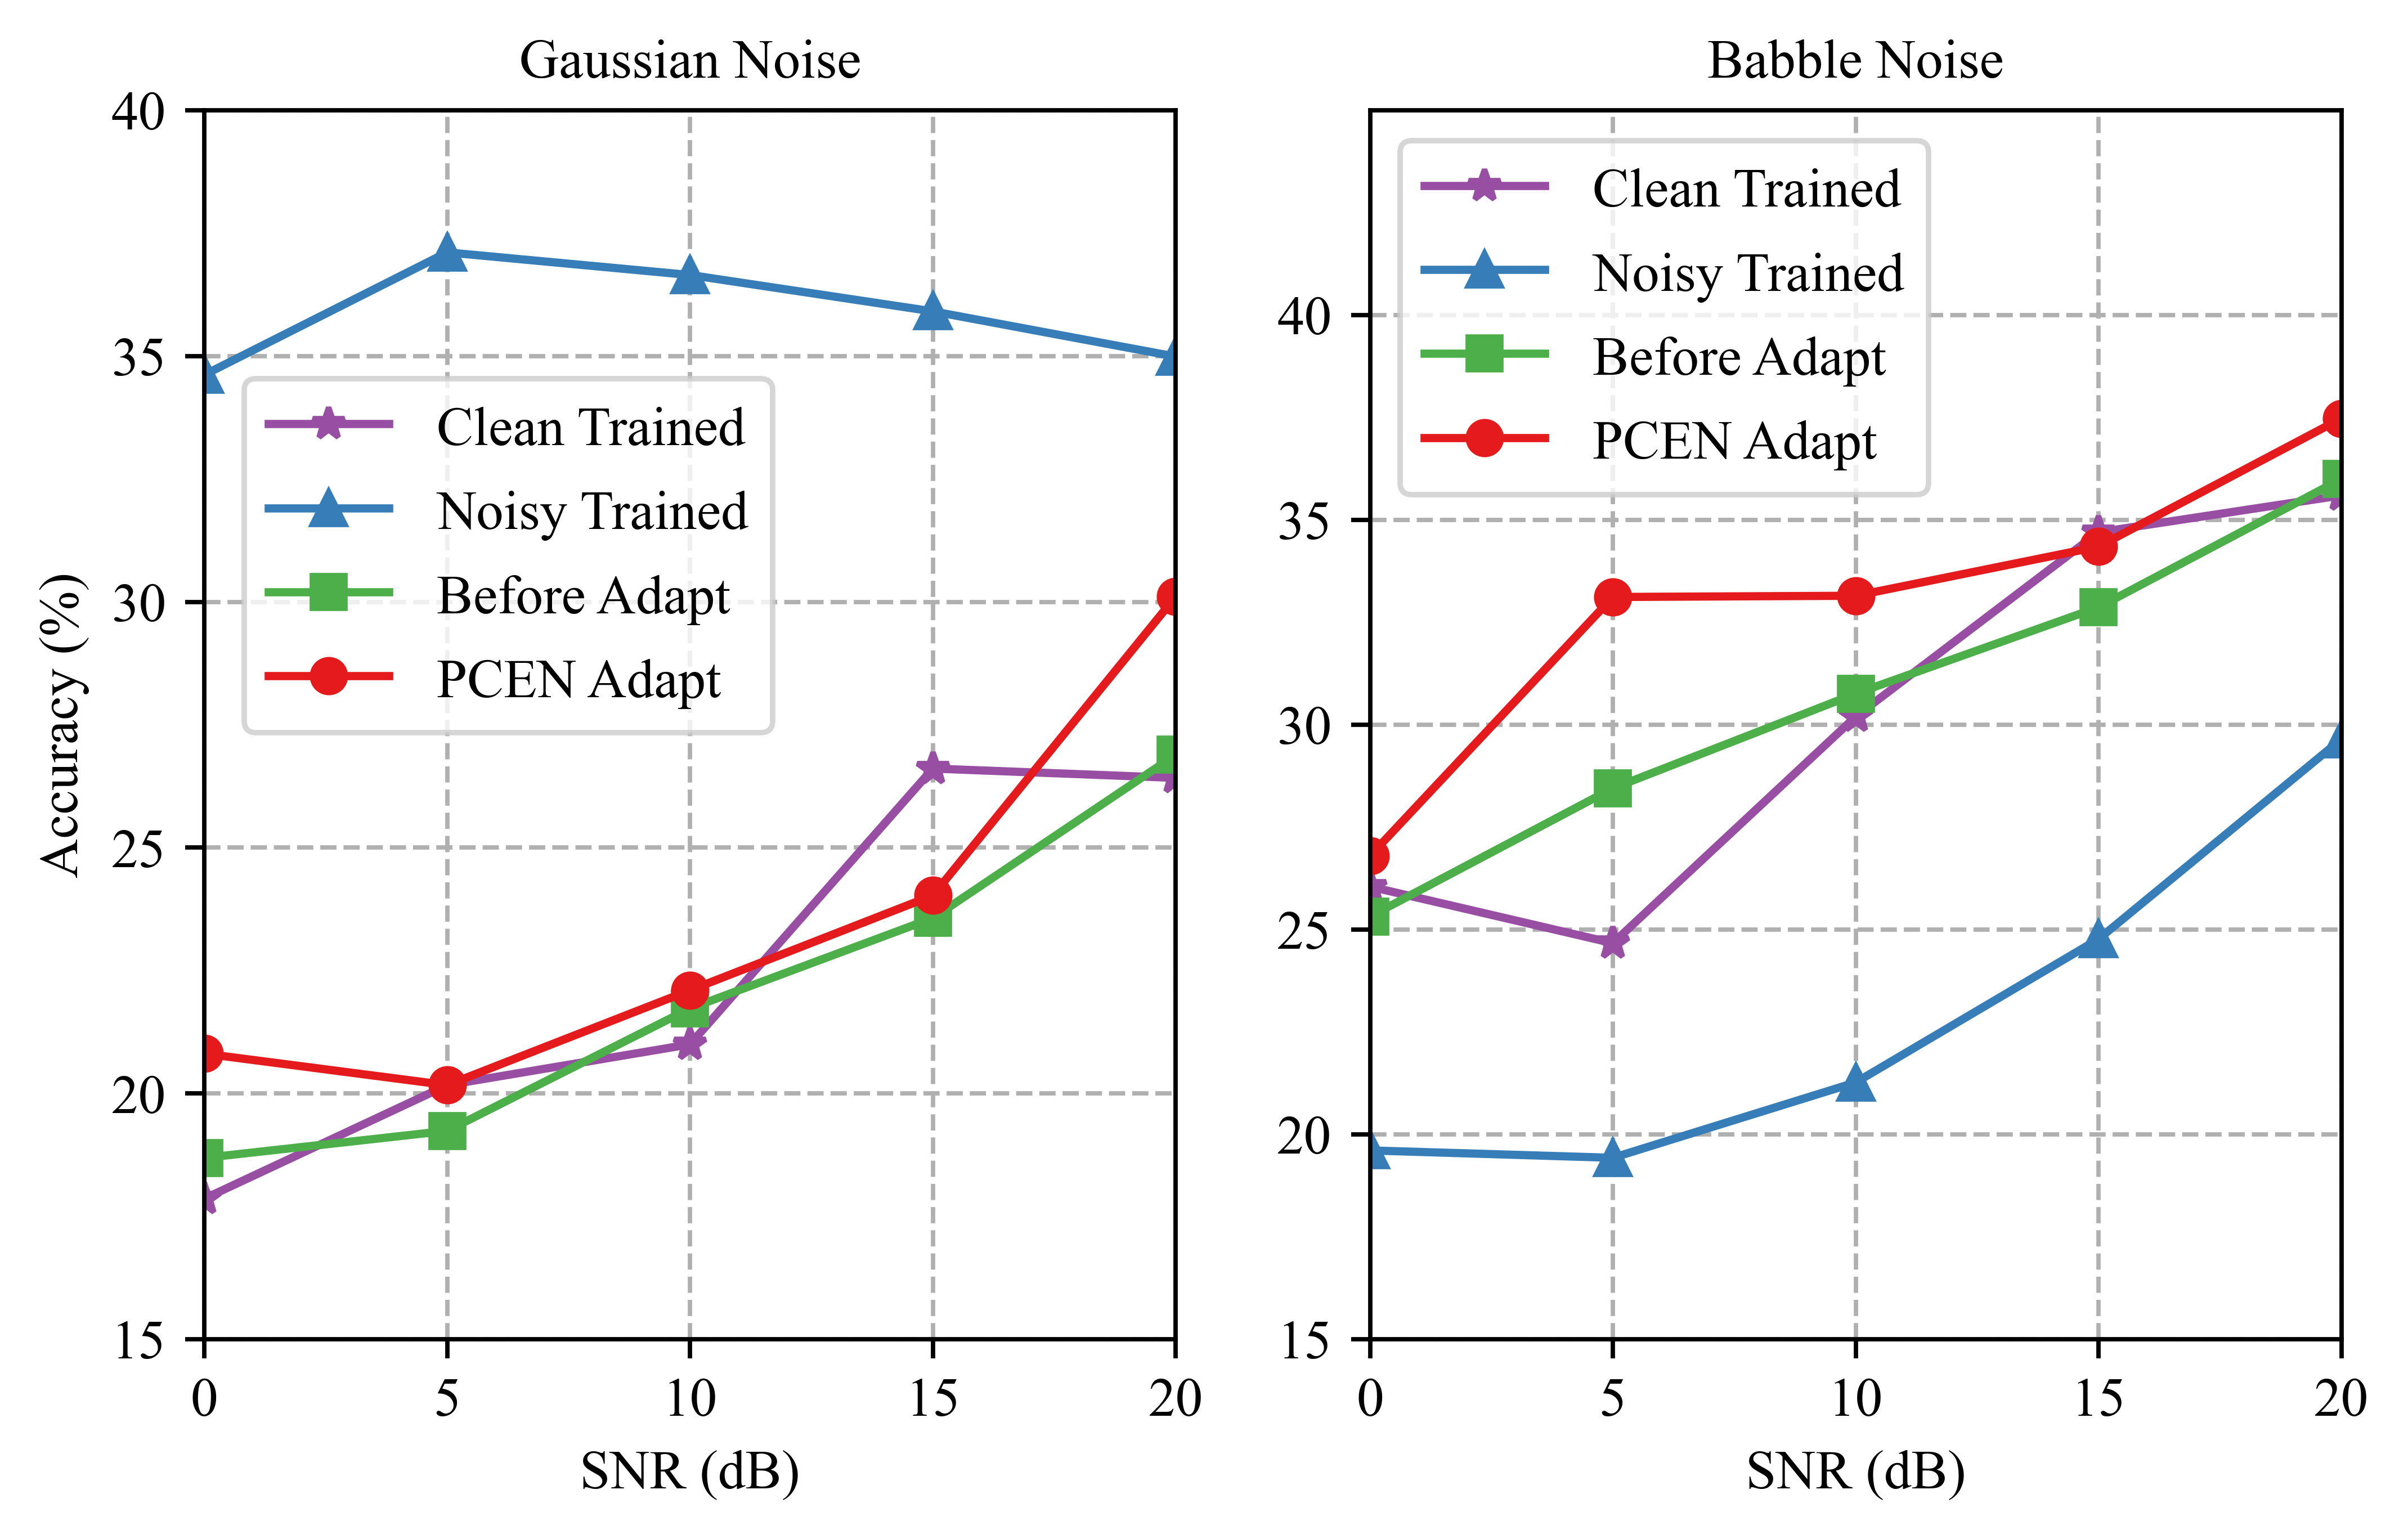 Gaussian Noise
40
35
30
25
20
15
Accuracy (%)
Clean Trained
Noisy Trained
Before Adapt
PCEN Adapt
0 5 10 15 20
SNR (dB)
Babble Noise
40
35
30
25
20
15
Clean Trained
Noisy Trained
Before Adapt
PCEN Adapt
0 5 10 15 20
SNR (dB)